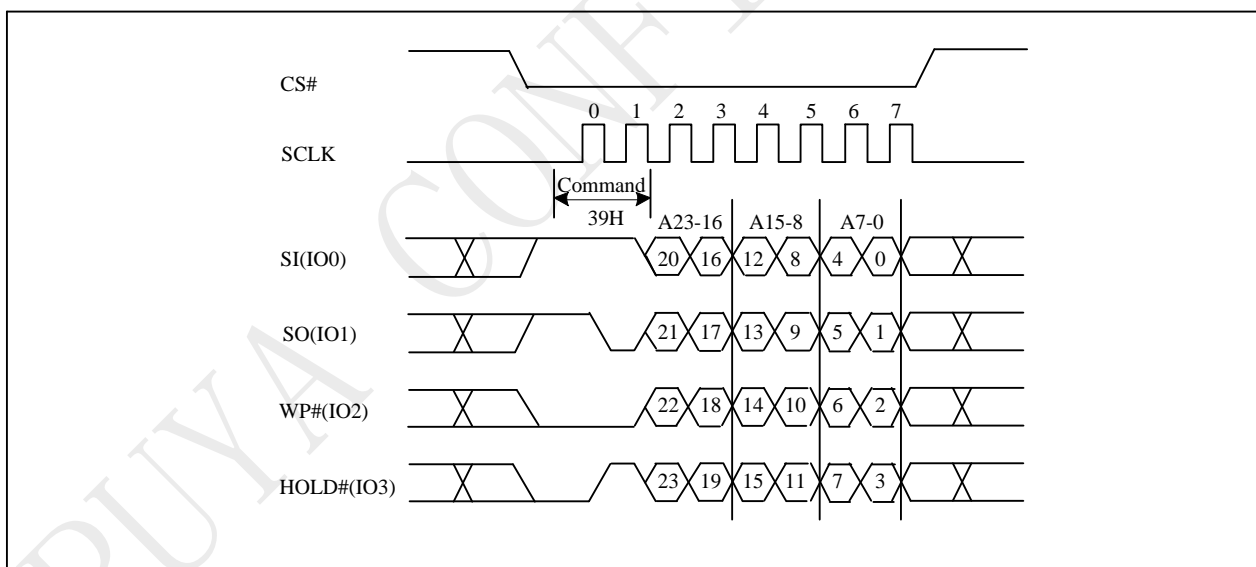 PUYA CONF
CS#
0 1 2 3 4 5 6 7
SCLK
Command
39H
A23-16 A15-8 A7-0
SI(IO0) 20 16 12 8 4 0
SO(IO1) 21 17 13 9 5 1
WP#(IO2) 22 18 14 10 6 2
HOLD#(IO3) 23 19 15 11 7 3